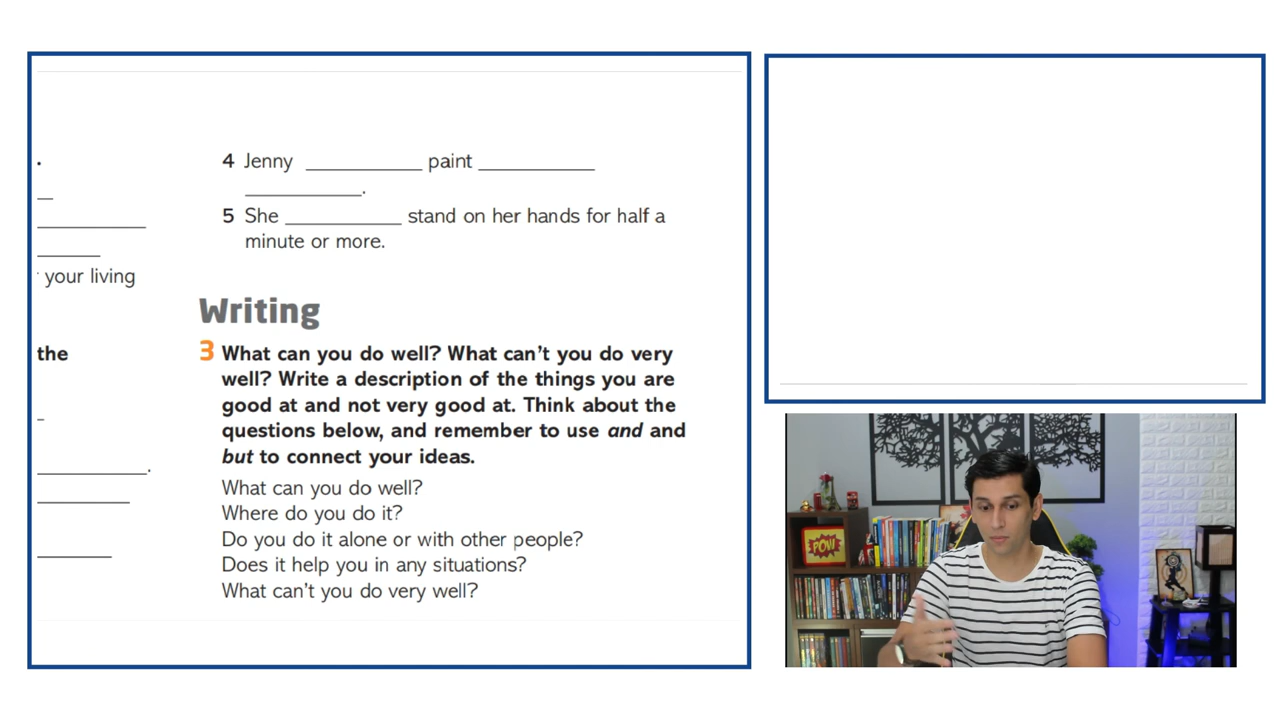 .
4 Jenny ____________ paint ____________
____________.
5 She ____________ stand on her hands for half a
minute or more.
your living
Writing
the
3 What can you do well? What can't you do very
well? Write a description of the things you are
good at and not very good at. Think about the
questions below, and remember to use and and
but to connect your ideas.
.
What can you do well?
Where do you do it?
Do you do it alone or with other people?
Does it help you in any situations?
What can't you do very well?
POW!